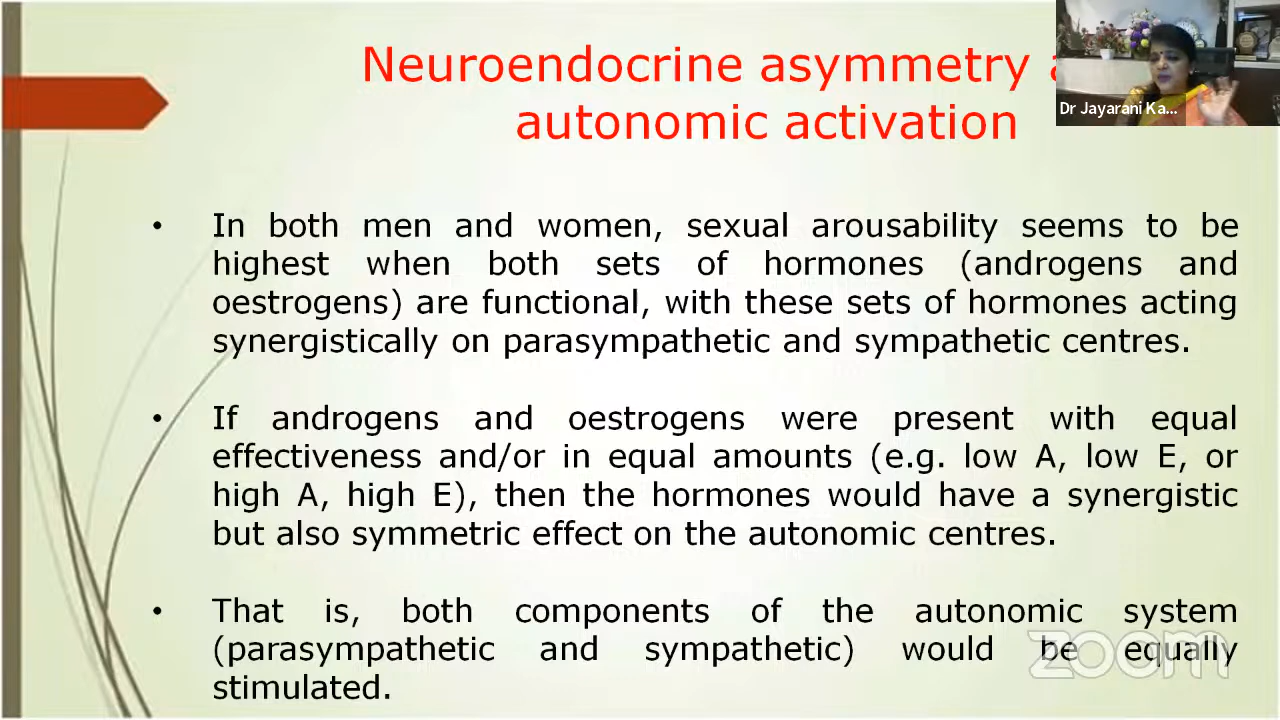 Neuroendocrine asymmetry
autonomic activation
Dr Jayarani Ka...
• In both men and women, sexual arousability seems to be
highest when both sets of hormones (androgens and
oestrogens) are functional, with these sets of hormones acting
synergistically on parasympathetic and sympathetic centres.
• If androgens and oestrogens were present with equal
effectiveness and/or in equal amounts (e.g. low A, low E, or
high A, high E), then the hormones would have a synergistic
but also symmetric effect on the autonomic centres.
• That is, both components of the autonomic system
(parasympathetic and sympathetic) would be equally
stimulated.
zoom